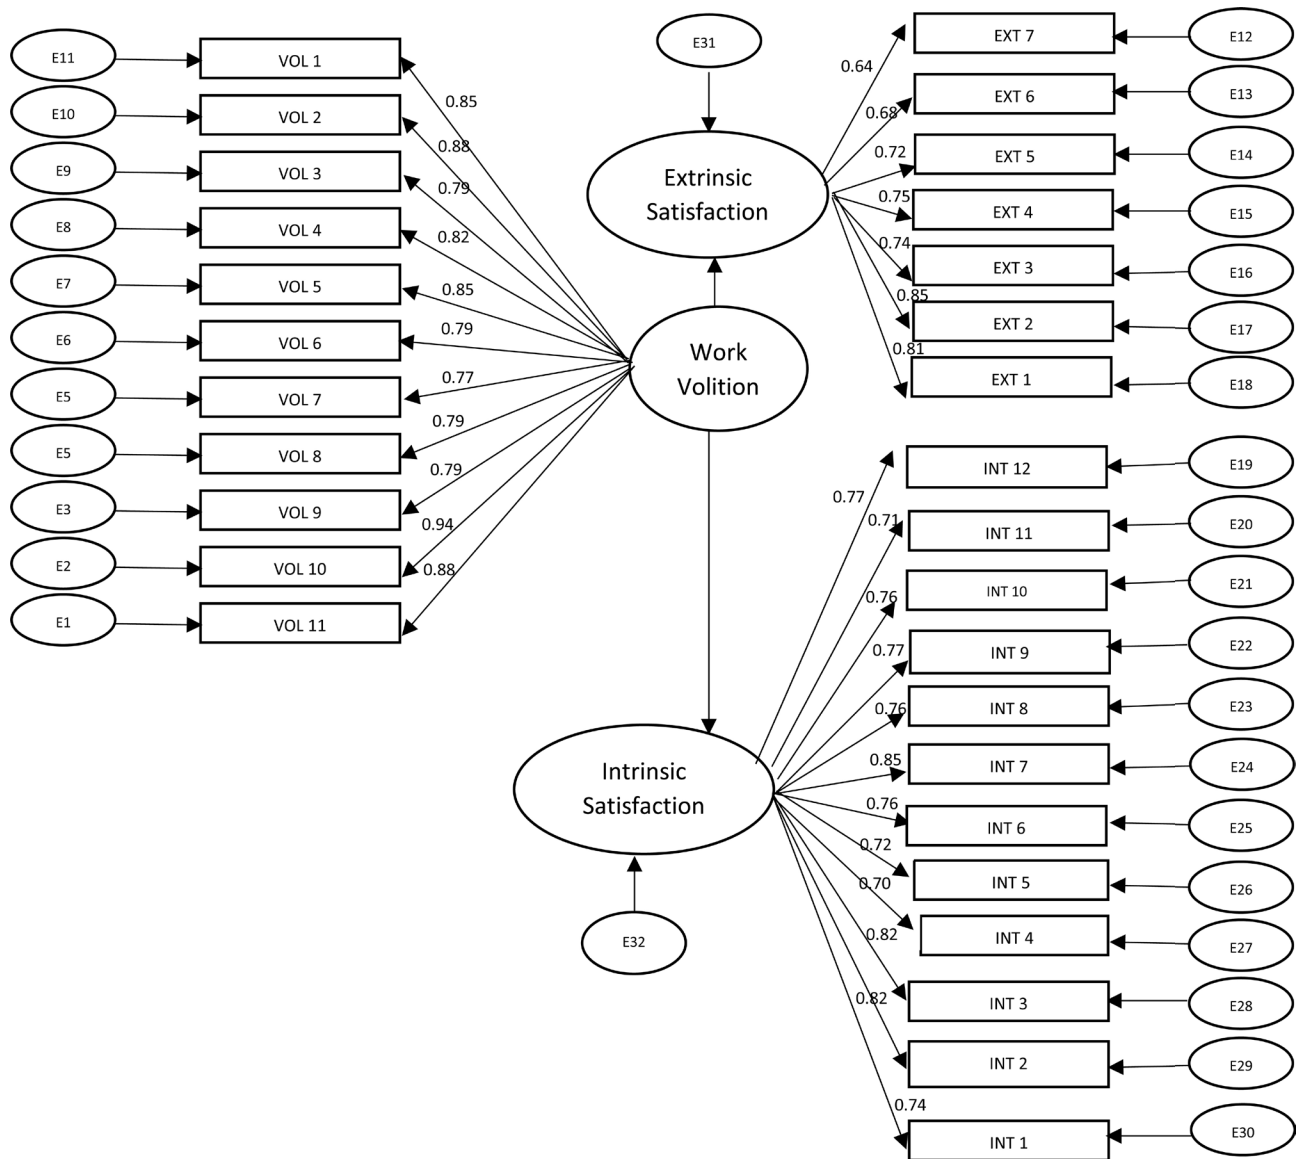 E11
VOL 1
E10
VOL 2
E9
VOL 3
E8
VOL 4
E7
VOL 5
E6
VOL 6
E5
VOL 7
E5
VOL 8
E3
VOL 9
E2
VOL 10
E1
VOL 11
0.85
0.88
0.79
0.82
0.85
0.79
0.77
0.79
0.79
0.94
0.88
E31
Extrinsic
Satisfaction
Work
Volition
Intrinsic
Satisfaction
E32
0.64
0.68
0.72
0.75
0.74
0.85
0.81
EXT 7
E12
EXT 6
E13
EXT 5
E14
EXT 4
E15
EXT 3
E16
EXT 2
E17
EXT 1
E18
0.77
0.71
0.76
0.77
0.76
0.85
0.76
0.72
0.70
0.82
0.82
0.74
INT 12
E19
INT 11
E20
INT 10
E21
INT 9
E22
INT 8
E23
INT 7
E24
INT 6
E25
INT 5
E26
INT 4
E27
INT 3
E28
INT 2
E29
INT 1
E30